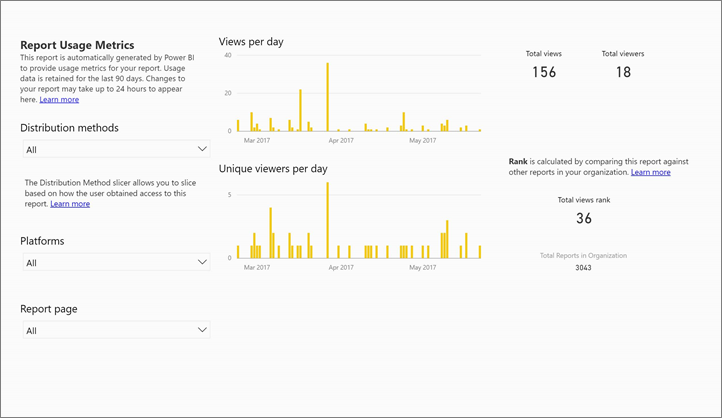 Report Usage Metrics
This report is automatically generated by Power BI
to provide usage metrics for your report. Usage
data is retained for the last 90 days. Changes to
your report may take up to 24 hours to appear
here. Learn more
Distribution methods
All
The Distribution Method slicer allows you to slice
based on how the user obtained access to this
report. Learn more
Platforms
All
Report page
All
Views per day
40
20
0
Mar 2017 Apr 2017 May 2017
Unique viewers per day
5
0
Mar 2017 Apr 2017 May 2017
Total views Total viewers
156 18
Rank is calculated by comparing this report against
other reports in your organization. Learn more
Total views rank
36
Total Reports in Organization
3043